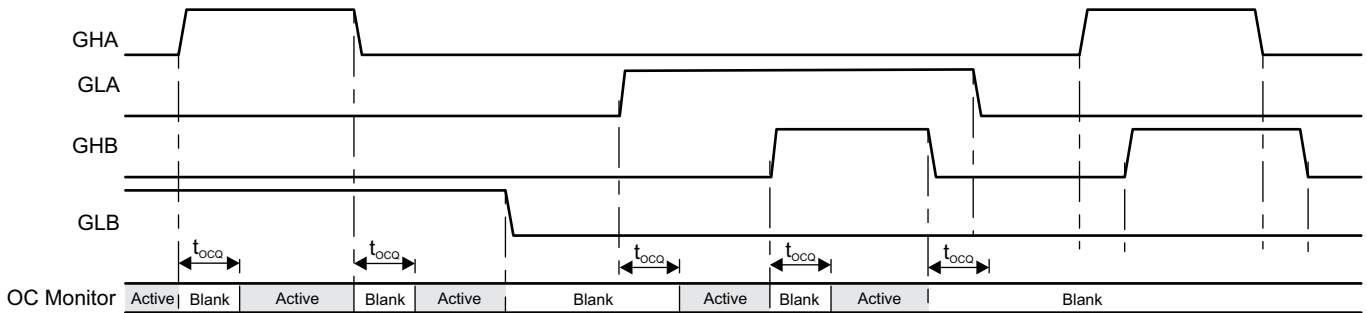 GHA
GLA
GHB
GLB
tOCQ tOCQ tOCQ tOCQ tOCQ
OC Monitor Active Blank Active Blank Active Blank Active Blank Active Blank